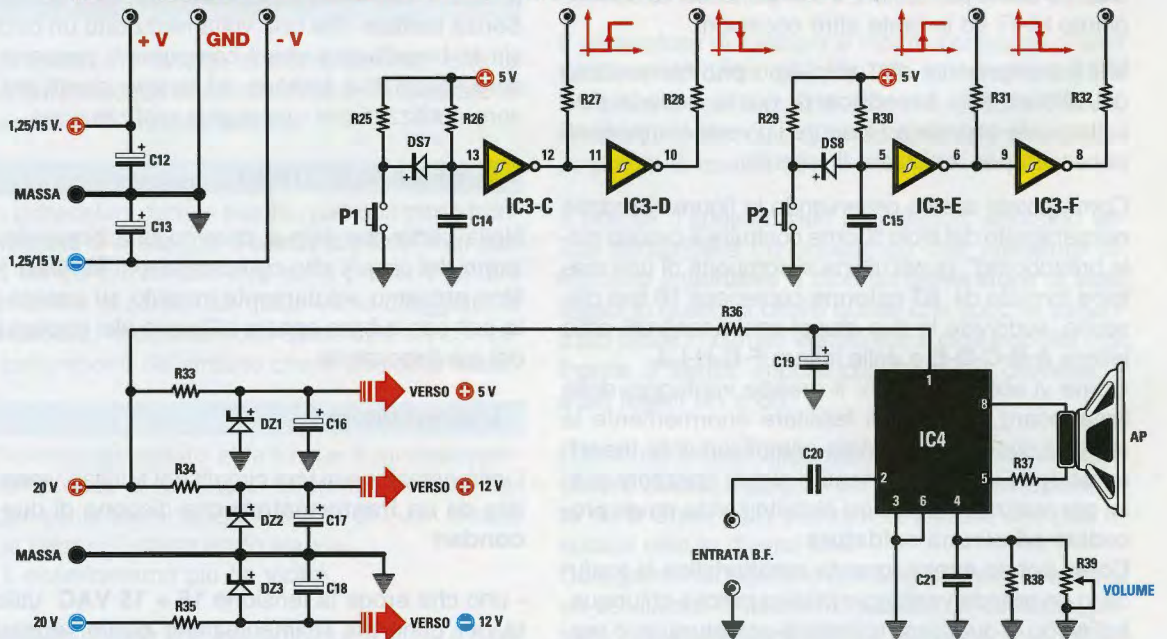 + V
GND
- V
1,25/15 V.
C12
MASSA
C13
1,25/15 V.
5 V
R25
R26
DS7
+
13
12
IC3-C
P1
C14
R27
11
10
IC3-D
R28
5 V
R29
R30
DS8
+
5
6
IC3-E
P2
C15
R31
9
8
IC3-F
R32
R33
DZ1
C16
VERSO + 5 V
20 V
R34
DZ2
C17
VERSO + 12 V
MASSA
DZ3
C18
20 V
R35
VERSO - 12 V
R36
C19
1
8
IC4
AP
C20
2
5
R37
3
6
4
ENTRATA B.F.
C21
R38
R39
VOLUME